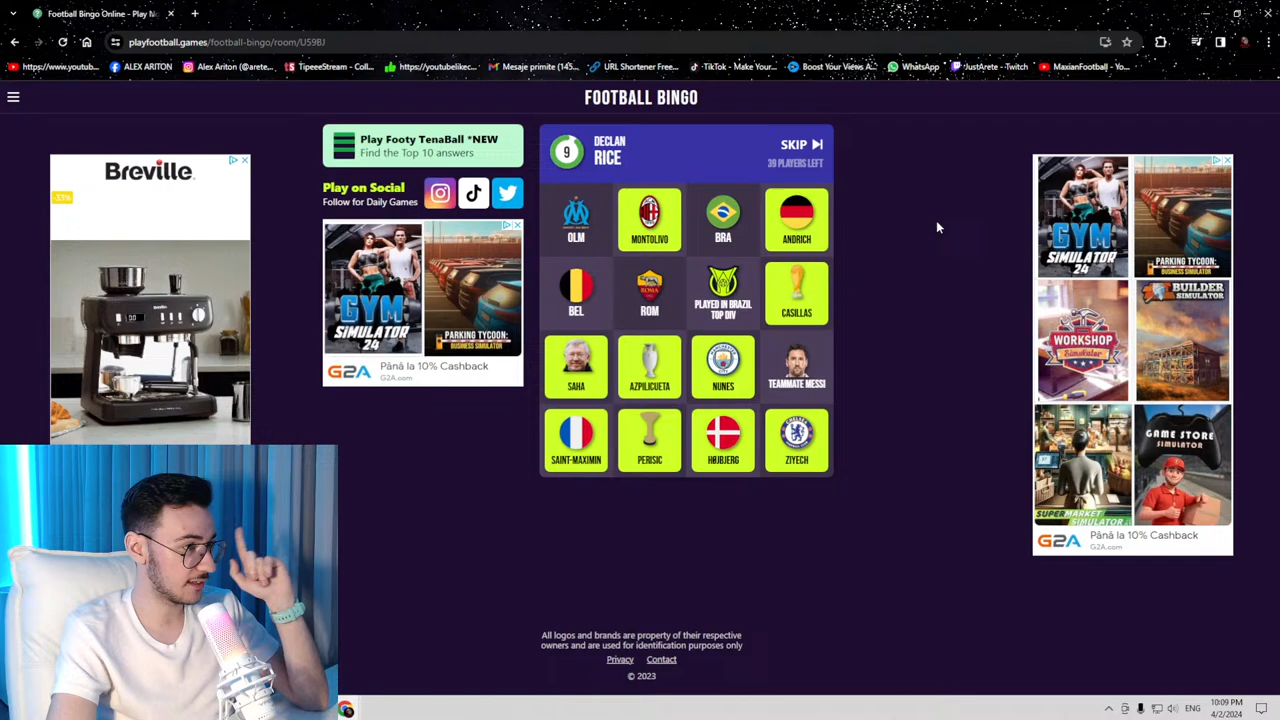 Football Bingo Online - Play N
playfootball.games/football-bingo/room/U59BJ
https://www.youtub...
ALEX ARITON
Alex Ariton (@arete...
TipeeeStream - Coll...
https://youtubelikec...
Mesaje primite (14'5...
URL Shortener Free...
TikTok - Make Your...
Boost Your Views A...
WhatsApp
JustArete - Twitch
MaxianFootball - Yo...
FOOTBALL BINGO
Play Footy TenaBall *NEW
Find the Top 10 answers
Play on Social
Follow for Daily Games
9
DECLAN
RICE
SKIP
39 PLAYERS LEFT
Breville
-33%
OLM
MONTOLIVO
BRA
ANDRICH
BEL
ROM
PLAYED IN BRAZIL
TOP DIV
CASILLAS
SAHA
AZPILICUETA
NUNES
TEAMMATE MESSI
SAINT-MAXIMIN
PERISIC
HØJBJERG
ZIYECH
GYM
SIMULATOR
24
PARKING TYCOON:
BUSINESS SIMULATOR
G2A
Până la 10% Cashback
G2A.com
GYM
SIMULATOR 24
PARKING TYCOON:
BUSINESS SIMULATOR
WORKSHOP
Simulator
BUILDER
SIMULATOR
SUPERMARKET
SIMULATOR
GAME STORE
SIMULATOR
G2A
Până la 10% Cashback
G2A.com
All logos and brands are property of their respective
owners and are used for identification purposes only
Privacy
Contact
© 2023
ENG
10:09 PM
4/2/2024